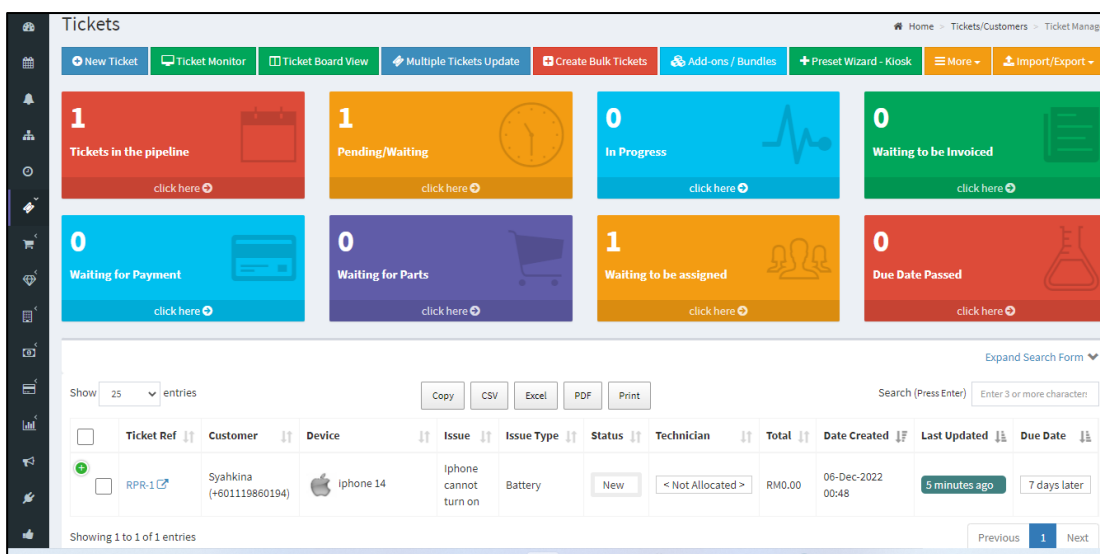 Tickets
Home > Tickets/Customers > Ticket Manag
New Ticket
Ticket Monitor
Ticket Board View
Multiple Tickets Update
Create Bulk Tickets
Add-ons / Bundles
Preset Wizard - Kiosk
More
Import/Export
1
Tickets in the pipeline
click here
1
Pending/Waiting
click here
0
In Progress
click here
0
Waiting to be Invoiced
click here
0
Waiting for Payment
click here
0
Waiting for Parts
click here
1
Waiting to be assigned
click here
0
Due Date Passed
click here
Expand Search Form
Show 25 entries
Copy CSV Excel PDF Print
Search (Press Enter) Enter 3 or more characters
Ticket Ref Customer Device Issue Issue Type Status Technician Total Date Created Last Updated Due Date
RPR-1
Syahkina
(+601119860194)
iphone 14
Iphone
cannot
turn on
Battery
New
< Not Allocated >
RM0.00
06-Dec-2022
00:48
5 minutes ago
7 days later
Showing 1 to 1 of 1 entries
Previous 1 Next